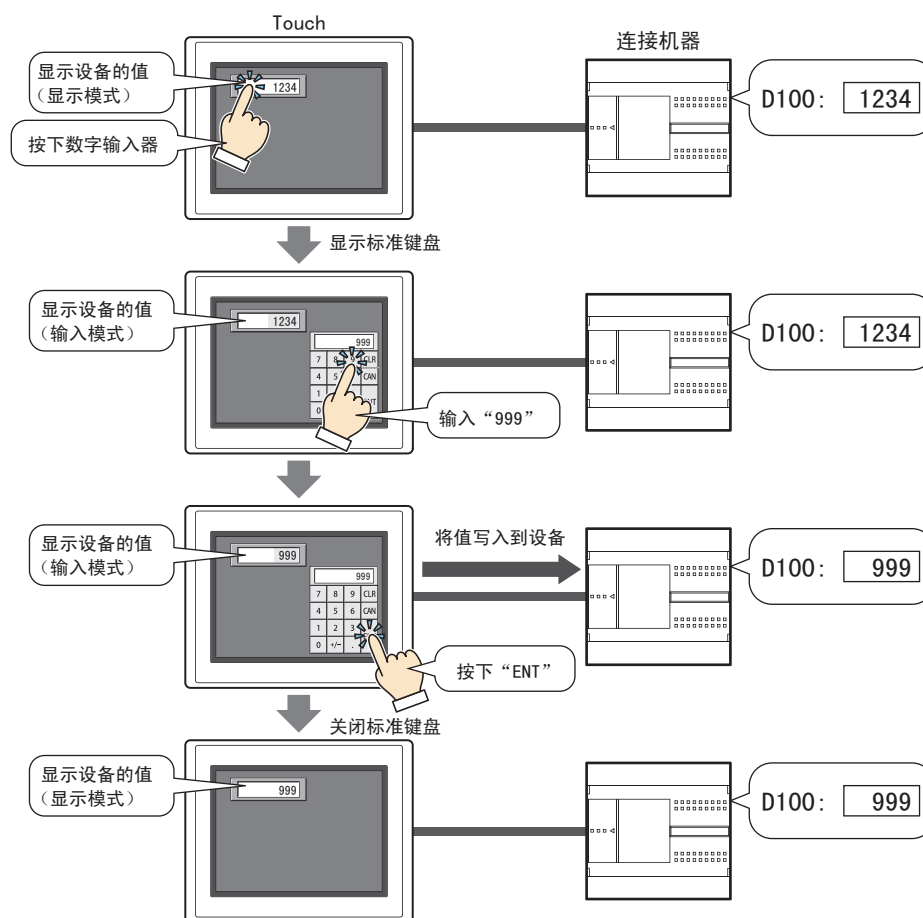 Touch
连接机器
显示设备的值
(显示模式)
1234
D100: 1234
按下数字输入器
显示标准键盘
显示设备的值
(输入模式)
1234
999
7 8 9 CLR
4 5 CAN
1
0
输入“999”
D100: 1234
显示设备的值
(输入模式)
999
999
7 8 9 CLR
4 5 6 CAN
1 2 3
0 +/- .
将值写入到设备
按下“ENT”
D100: 999
关闭标准键盘
显示设备的值
(显示模式)
999
D100: 999